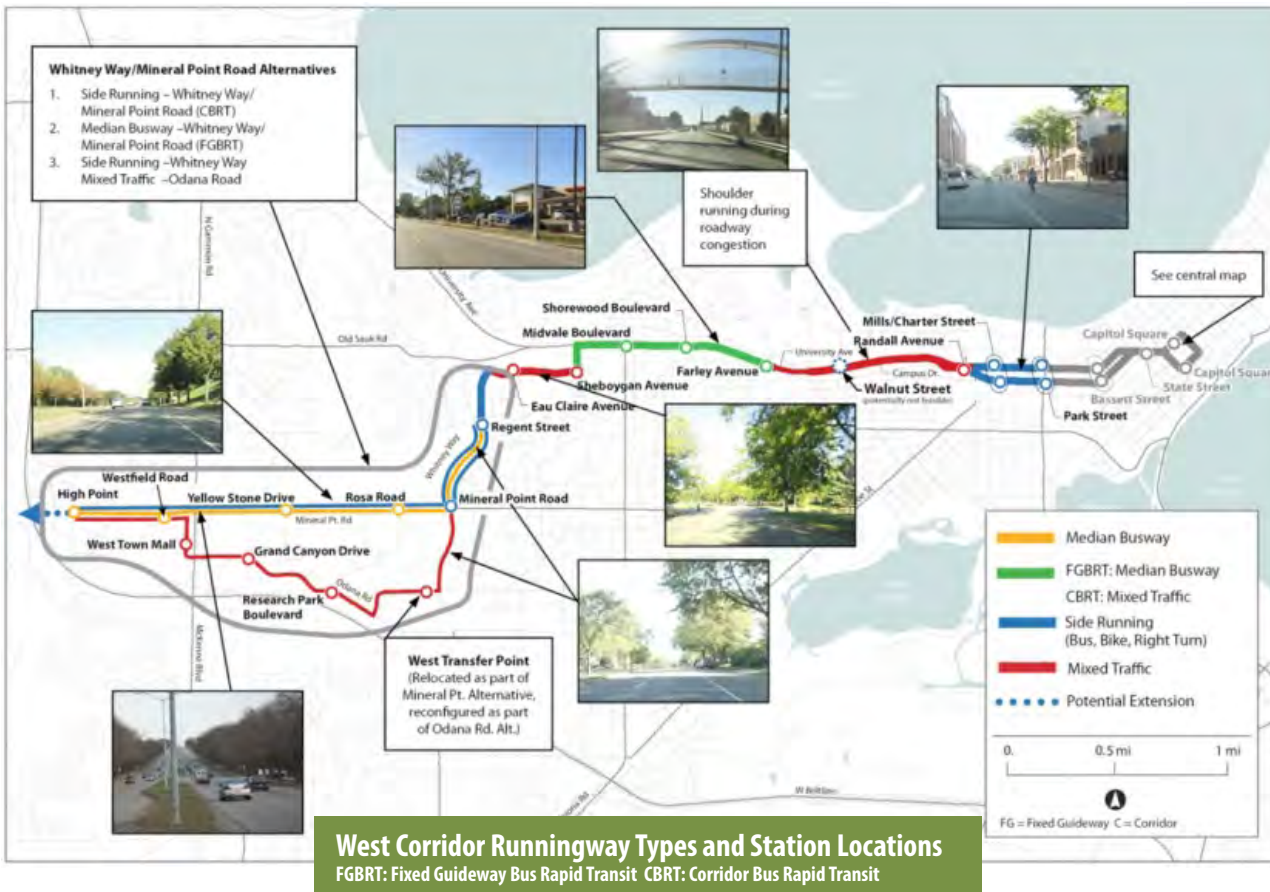 Whitney Way/Mineral Point Road Alternatives
1. Side Running – Whitney Way/
Mineral Point Road (CBRT)
2. Median Busway –Whitney Way/
Mineral Point Road (FGBRT)
3. Side Running –Whitney Way
Mixed Traffic –Odana Road
Shoulder
running during
roadway
congestion
See central map
N Gammon Rd
University Ave
Old Sauk Rd
Shorewood Boulevard
Midvale Boulevard
Mills/Charter Street
Randall Avenue
Capitol Square
University Ave
Campus Dr.
Farley Avenue
Sheboygan Avenue
Walnut Street
(potentially not feasible)
Capitol Square
State Street
Bassett Street
Park Street
Eau Claire Avenue
Regent Street
Whitney Way
Westfield Road
High Point
Yellow Stone Drive
Rosa Road
Mineral Point Road
Mineral Pt. Rd
West Town Mall
Grand Canyon Drive
Odana Rd
Research Park
Boulevard
McKenna Blvd
West Transfer Point
(Relocated as part of
Mineral Pt. Alternative,
reconfigured as part
of Odana Rd. Alt.)
W Beltline
Median Busway
FGBRT: Median Busway
CBRT: Mixed Traffic
Side Running
(Bus, Bike, Right Turn)
Mixed Traffic
Potential Extension
0. 0.5 mi 1 mi
FG = Fixed Guideway C = Corridor
West Corridor Runningway Types and Station Locations
FGBRT: Fixed Guideway Bus Rapid Transit CBRT: Corridor Bus Rapid Transit